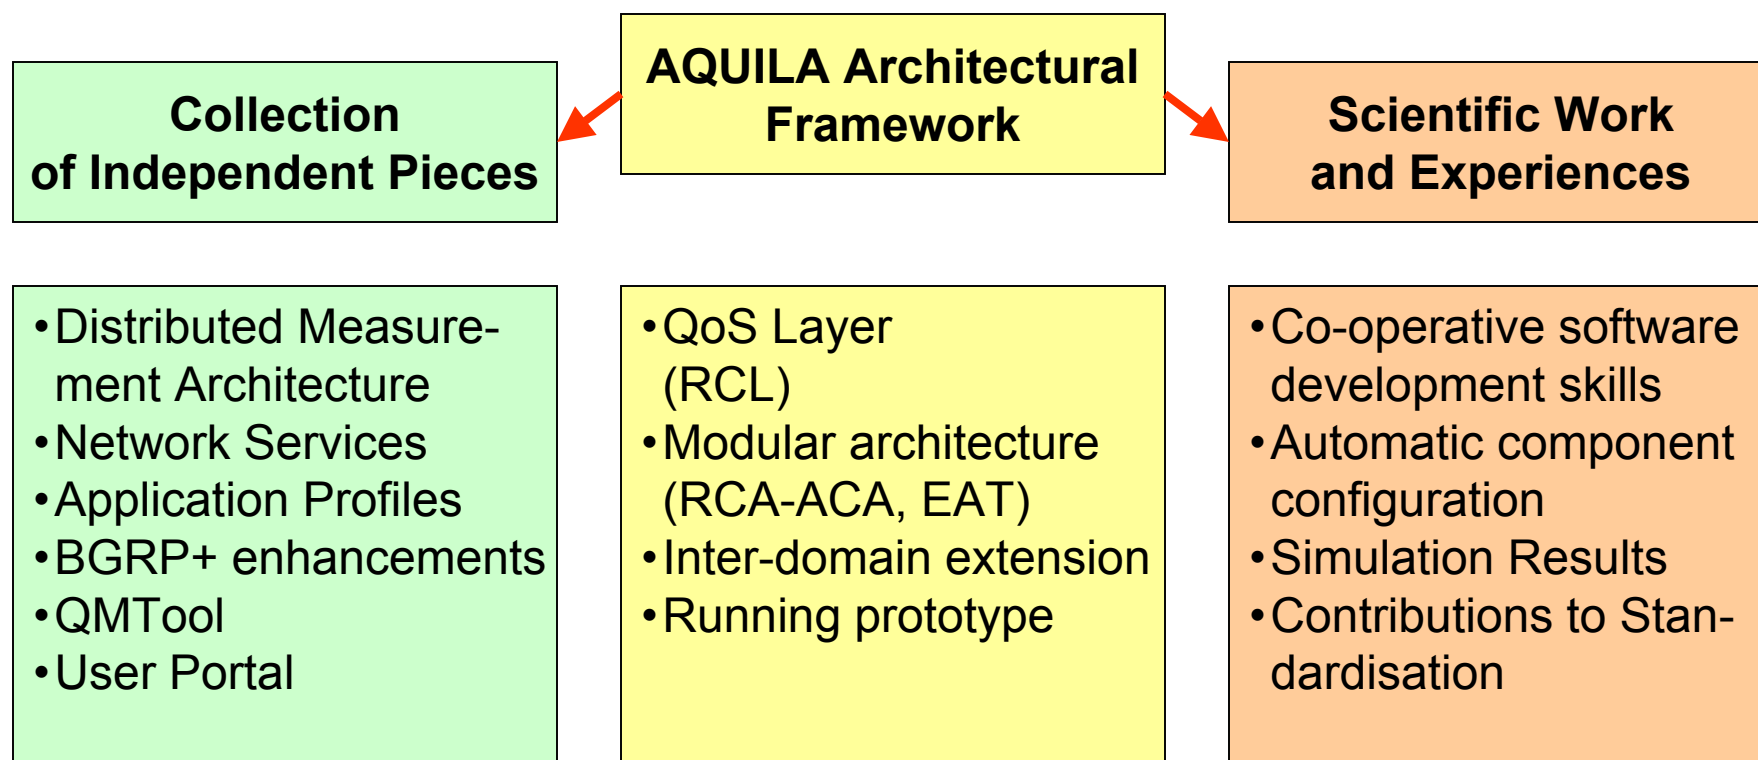 Collection
of Independent Pieces
AQUILA Architectural
Framework
Scientific Work
and Experiences
•Distributed Measure-
ment Architecture
•Network Services
•Application Profiles
•BGRP+ enhancements
•QMTool
•User Portal
•QoS Layer
(RCL)
•Modular architecture
(RCA-ACA, EAT)
•Inter-domain extension
•Running prototype
•Co-operative software
development skills
•Automatic component
configuration
•Simulation Results
•Contributions to Stan-
dardisation